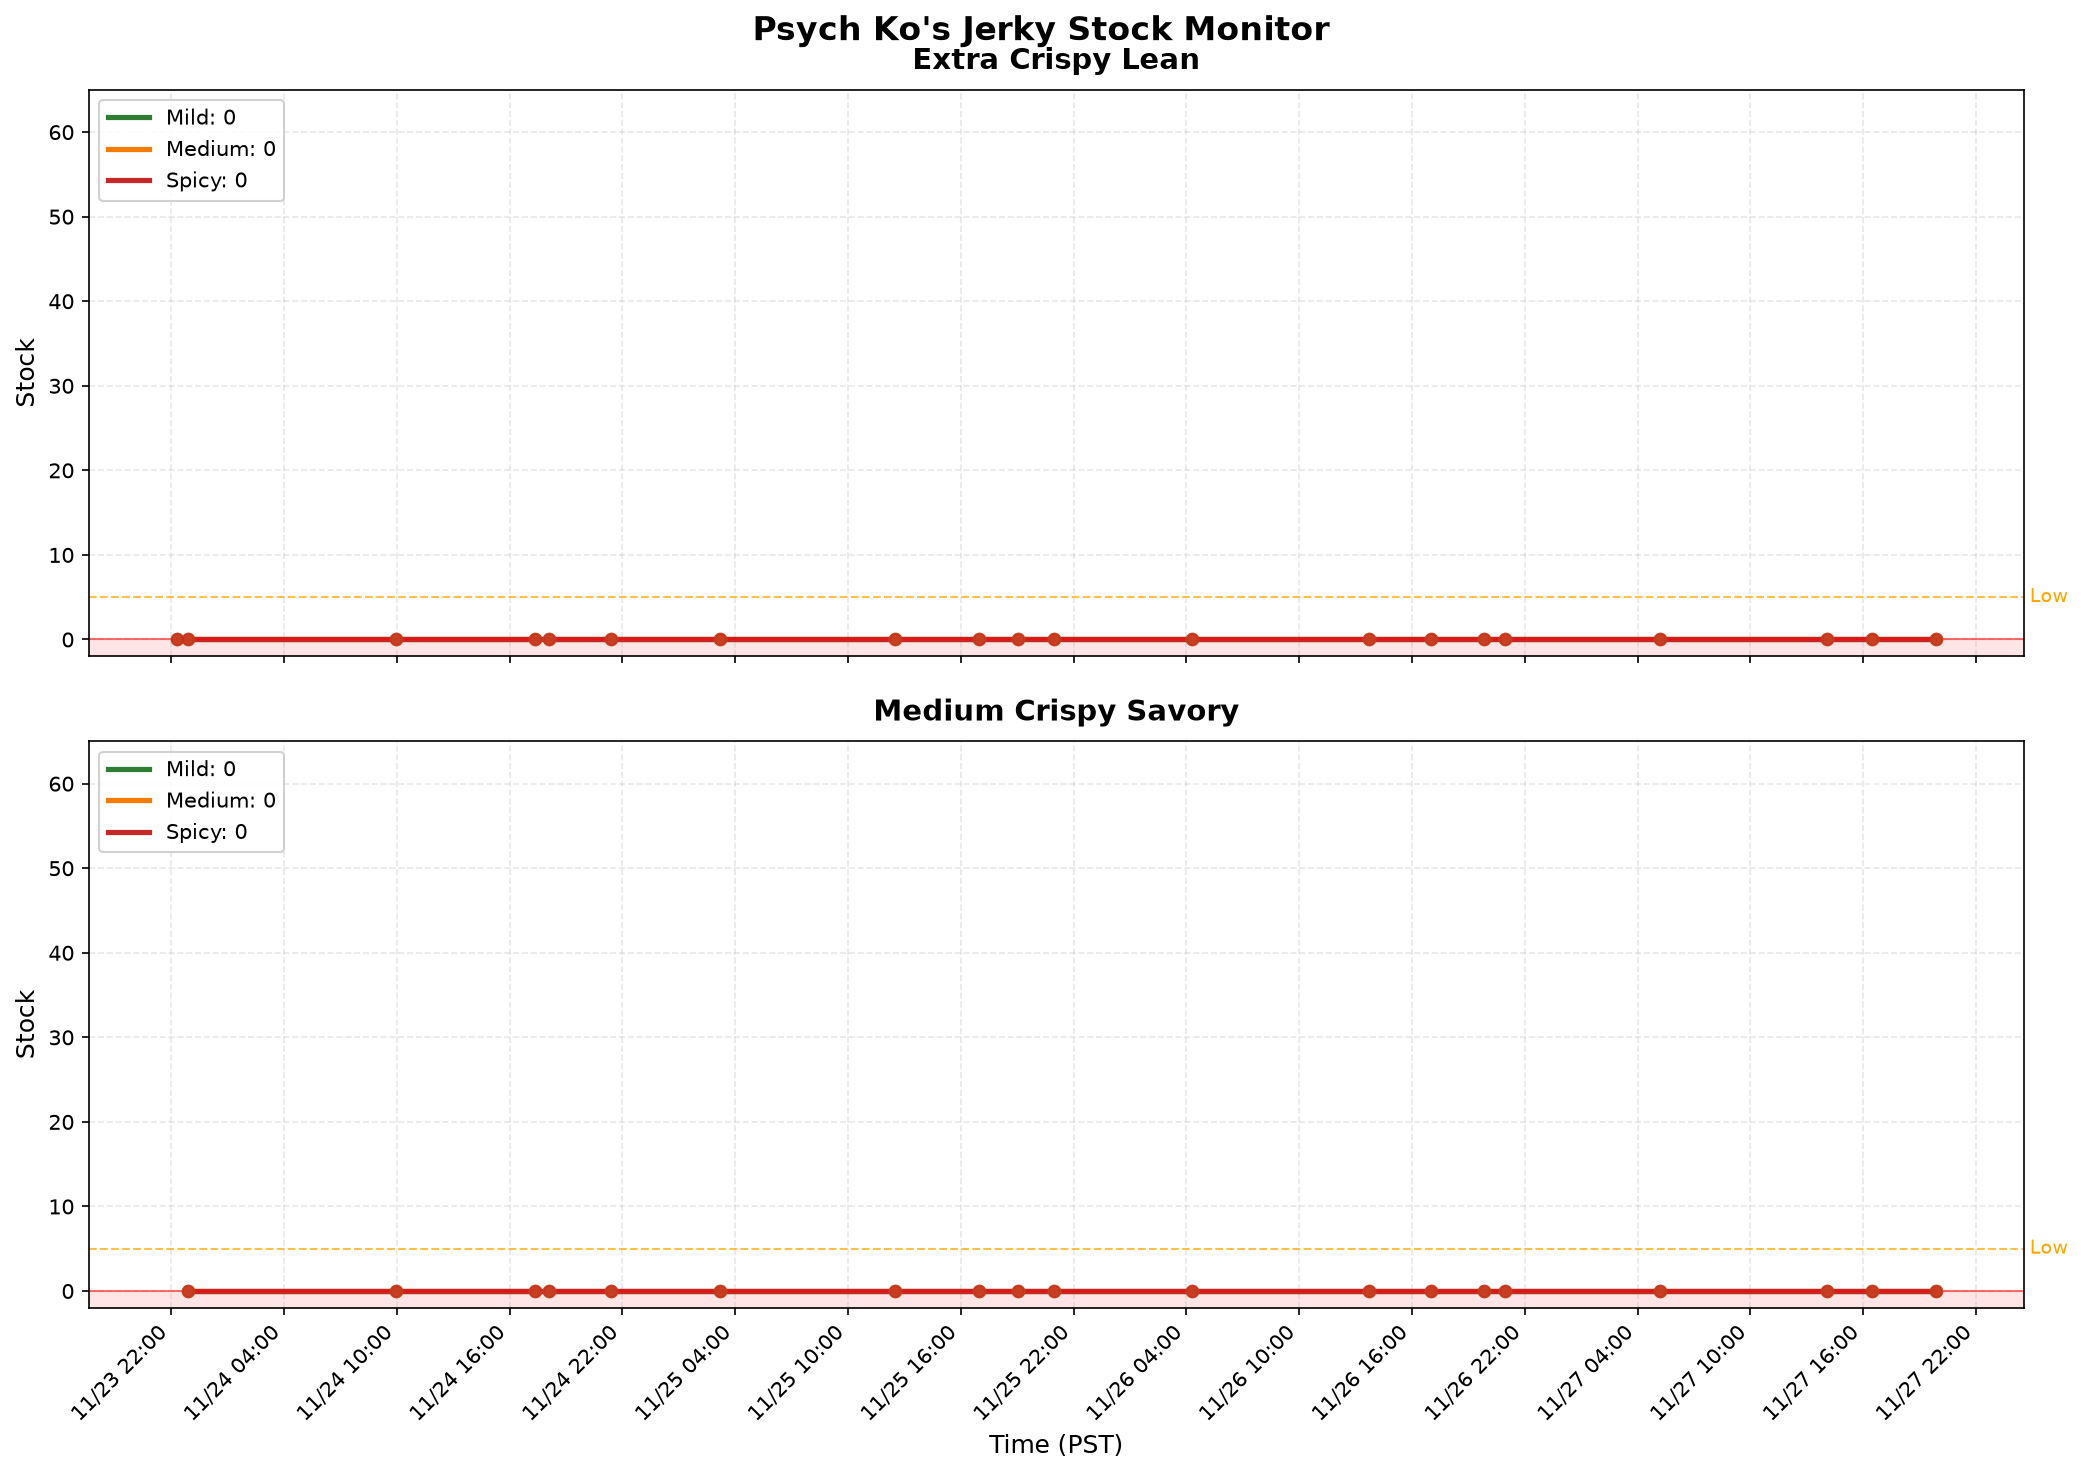 Psych Ko's Jerky Stock Monitor
Extra Crispy Lean
Mild: 0
Medium: 0
Spicy: 0
60
50
40
30
20
10
0
Stock
Low
Medium Crispy Savory
Mild: 0
Medium: 0
Spicy: 0
60
50
40
30
20
10
0
Stock
Low
11/23 22:00
11/24 04:00
11/24 10:00
11/24 16:00
11/24 22:00
11/25 04:00
11/25 10:00
11/25 16:00
11/25 22:00
11/26 04:00
11/26 10:00
11/26 16:00
11/26 22:00
11/27 04:00
11/27 10:00
11/27 16:00
11/27 22:00
Time (PST)